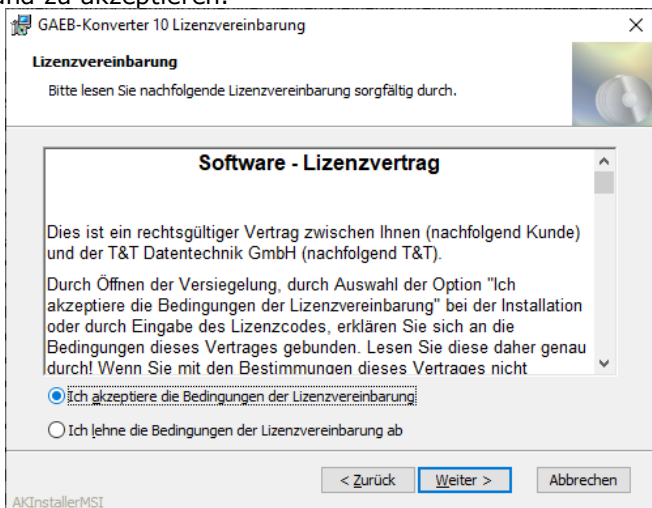 zu akzeptieren.
GAEB-Konverter 10 Lizenzvereinbarung
Lizenzvereinbarung
Bitte lesen Sie nachfolgende Lizenzvereinbarung sorgfältig durch.
Software - Lizenzvertrag
Dies ist ein rechtsgültiger Vertrag zwischen Ihnen (nachfolgend Kunde)
und der T&T Datentechnik GmbH (nachfolgend T&T).
Durch Öffnen der Versiegelung, durch Auswahl der Option "Ich
akzeptiere die Bedingungen der Lizenzvereinbarung" bei der Installation
oder durch Eingabe des Lizenzcodes, erklären Sie sich an die
Bedingungen dieses Vertrages gebunden. Lesen Sie diese daher genau
durch! Wenn Sie mit den Bestimmungen dieses Vertrages nicht
Ich akzeptiere die Bedingungen der Lizenzvereinbarung
Ich lehne die Bedingungen der Lizenzvereinbarung ab
< Zurück Weiter > Abbrechen
AKInstallerMSI